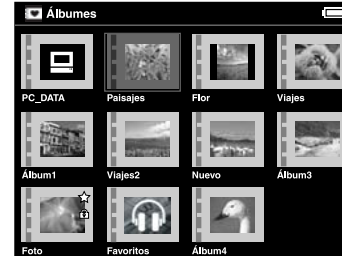 Álbumes
PC_DATA Paisajes Flor Viajes
Álbum1 Viajes2 Nuevo Álbum3
Foto Favoritos Álbum4